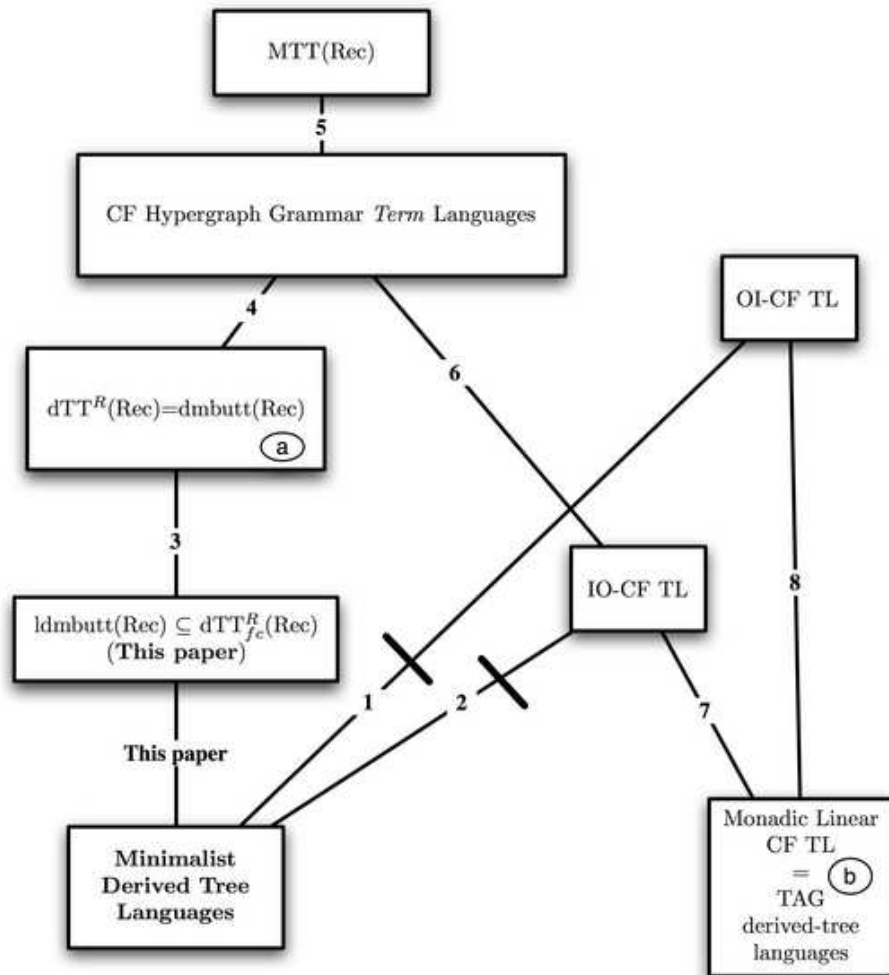 MTT(Rec)
5
CF Hypergraph Grammar Term Languages
OI-CF TL
4
6
dTT^R(Rec)=dmbutt(Rec)
a
3
IO-CF TL
8
ldmbutt(Rec) ⊆ dTT^R_fc(Rec)
(This paper)
1
2
7
This paper
Minimalist
Derived Tree
Languages
Monadic Linear
CF TL
=
b
TAG
derived-tree
languages